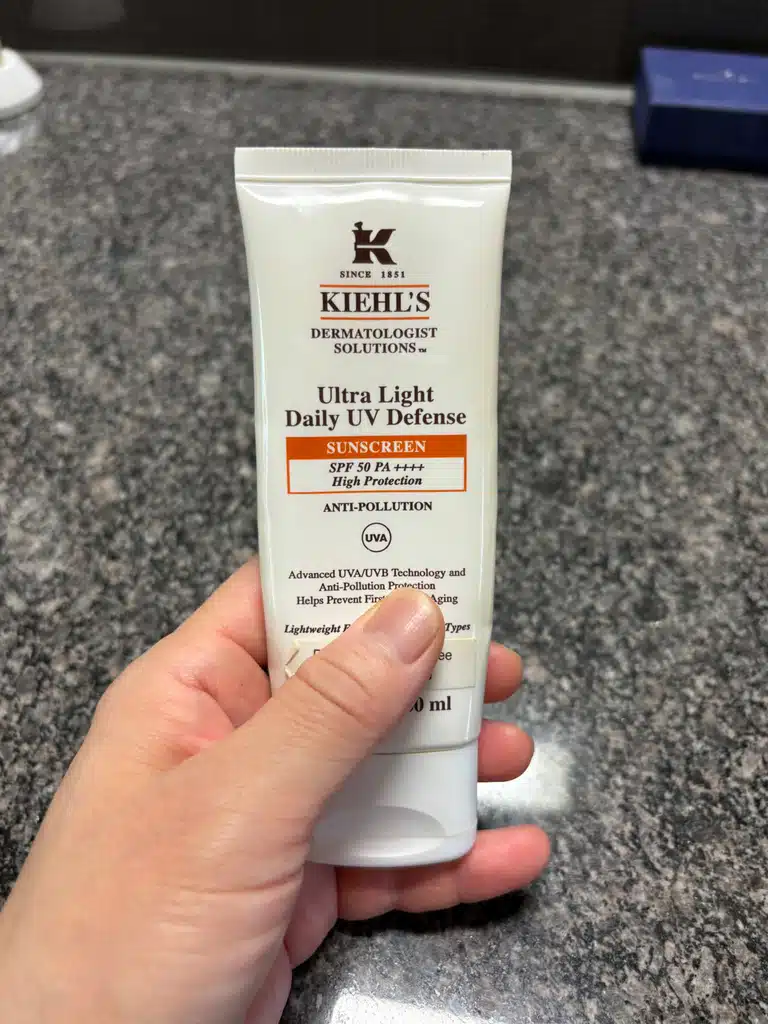 K
SINCE 1851
KIEHL'S
DERMATOLOGIST
SOLUTIONS™
Ultra Light
Daily UV Defense
SUNSCREEN
SPF 50 PA ++++
High Protection
ANTI-POLLUTION
UVA
Advanced UVA/UVB Technology and
Anti-Pollution Protection
Helps Prevent Aging
Lightweight Types
ml